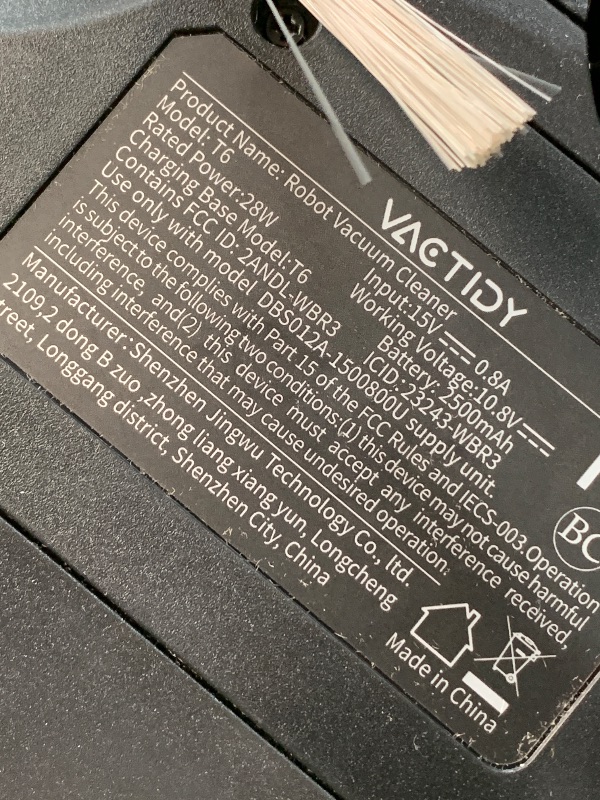 VACTIDY
Product Name: Robot Vacuum Cleaner
Model: T6 Input:15V 0.8A
Rated Power:28W Working Voltage:10.8V
Charging Base Model:T6 Battery: 2500mAh
Contains FCC ID: 2ANDL-WBR3 ICID: 23243-WBR3
Use only with model DBS012A-1500800U supply unit.
This device complies with Part 15 of the FCC Rules and IECS-003. Operation
is subject to the following two conditions:(1) this device may not cause harmful
interference, and(2) this device must accept any interference received,
including interference that may cause undesired operation.
Manufacturer:Shenzhen Jingwu Technology Co., ltd
2109,2 dong B zuo ,zhong liang xiang yun, Longcheng
treet, Longgang district, Shenzhen City, China
BC
Made in China